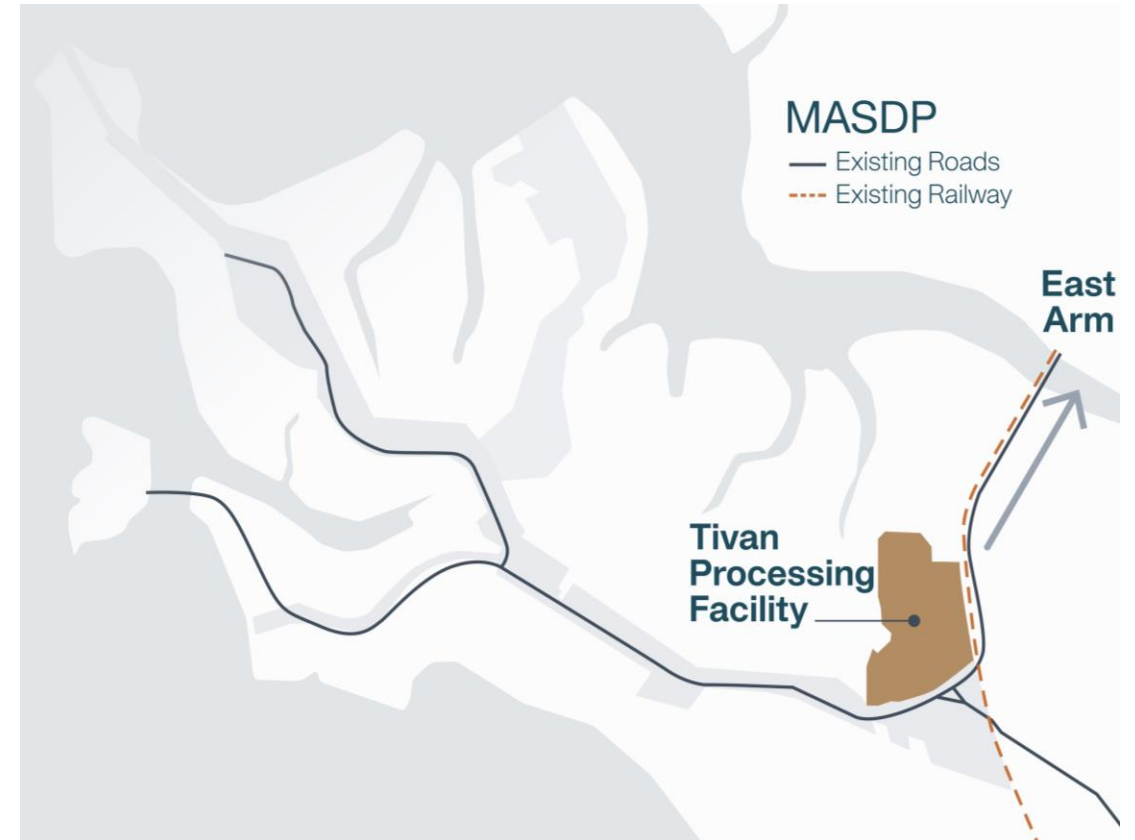 MASDP
Existing Roads
Existing Railway
East
Arm
Tivan
Processing
Facility